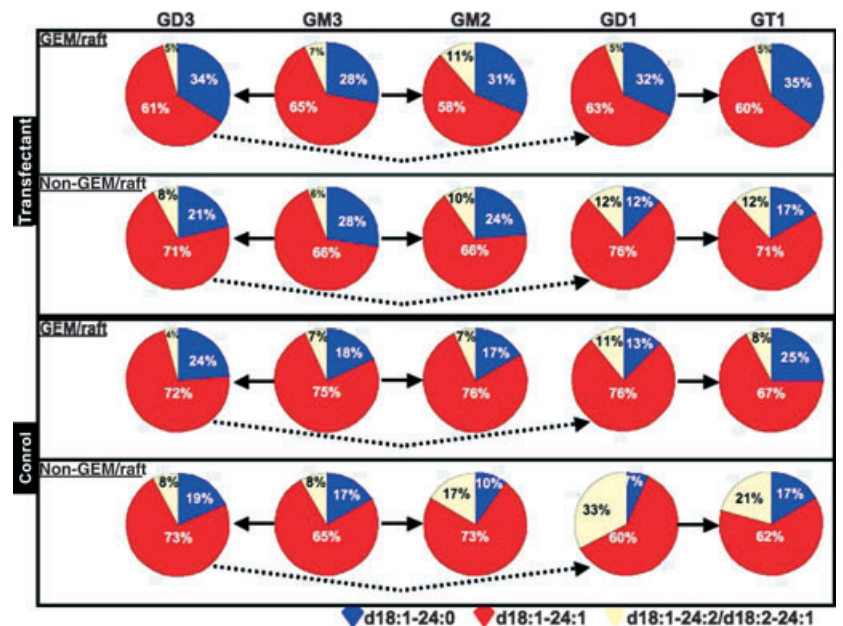 GD3 GM3 GM2 GD1 GT1
GEM/raft
5% 34% 61% 7% 28% 65% 11% 31% 58% 5% 32% 63% 5% 35% 60%
Transfectant
Non-GEM/raft
8% 21% 71% 6% 28% 66% 10% 24% 66% 12% 12% 76% 12% 17% 71%
GEM/raft
4% 24% 72% 7% 18% 75% 7% 17% 76% 11% 13% 76% 8% 25% 67%
Conrol
Non-GEM/raft
8% 19% 73% 8% 17% 65% 17% 10% 73% 33% 7% 60% 21% 17% 62%
d18:1-24:0 d18:1-24:1 d18:1-24:2/d18:2-24:1